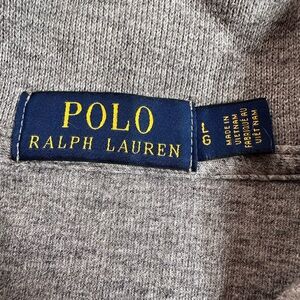 POLO
RALPH LAUREN
L
G
MADE IN
VIETNAM
FABRIQUÉ AU
VIÊT NAM